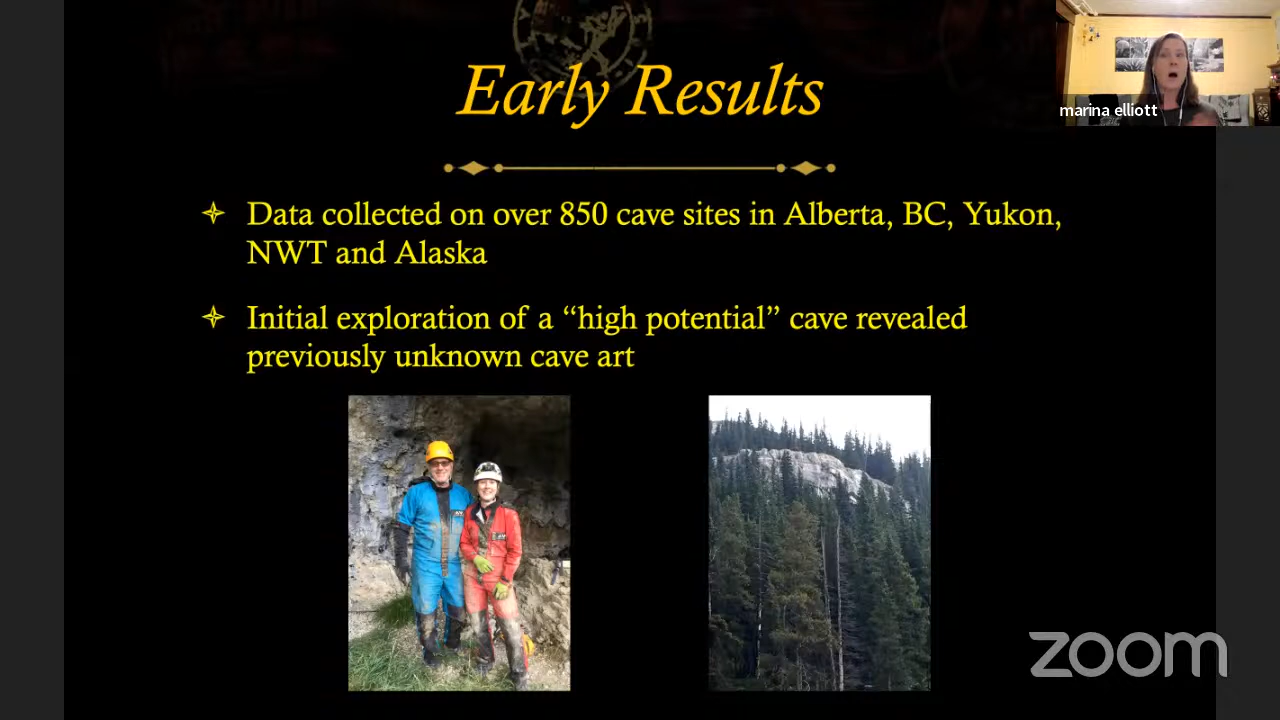 Early Results
marina elliott
Data collected on over 850 cave sites in Alberta, BC, Yukon,
NWT and Alaska
Initial exploration of a “high potential” cave revealed
previously unknown cave art
zoom